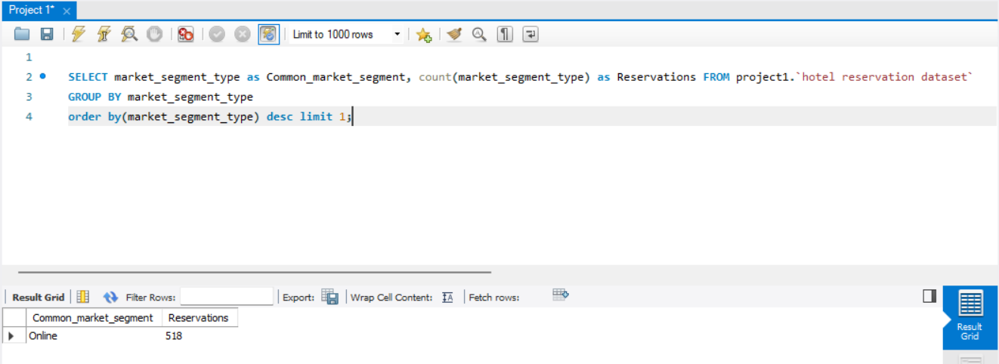 Project 1* ×
Limit to 1000 rows
1
2 SELECT market_segment_type as Common_market_segment, count(market_segment_type) as Reservations FROM project1.`hotel reservation dataset`
3 GROUP BY market_segment_type
4 order by(market_segment_type) desc limit 1;
Result Grid Filter Rows: Export: Wrap Cell Content: Fetch rows:
Common_market_segment Reservations
Online 518
Result
Grid